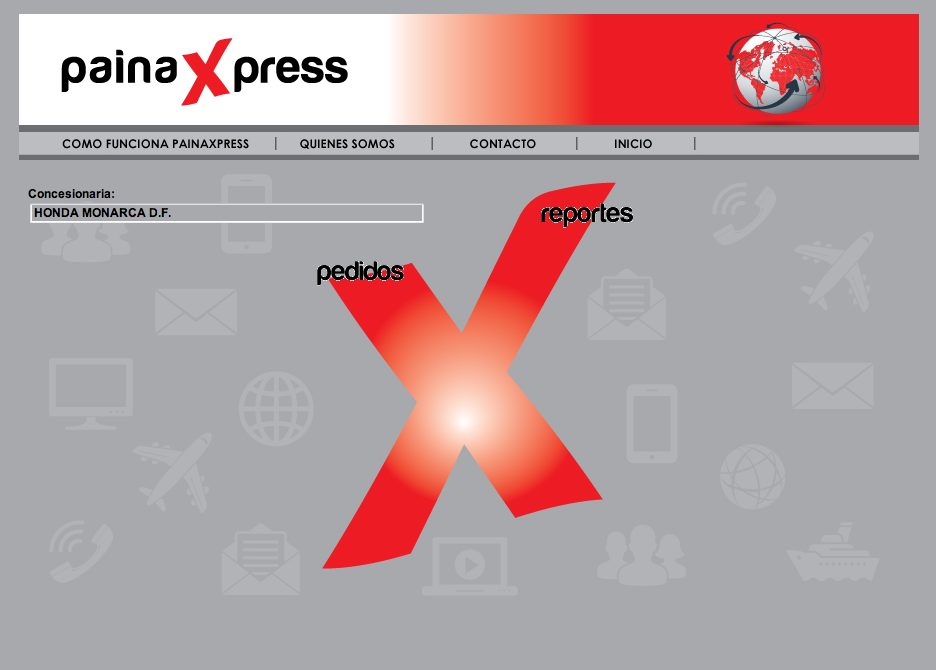 painaXpress
COMO FUNCIONA PAINAXPRESS | QUIENES SOMOS | CONTACTO | INICIO |
Concesionaria:
HONDA MONARCA D.F.
reportes
pedidos